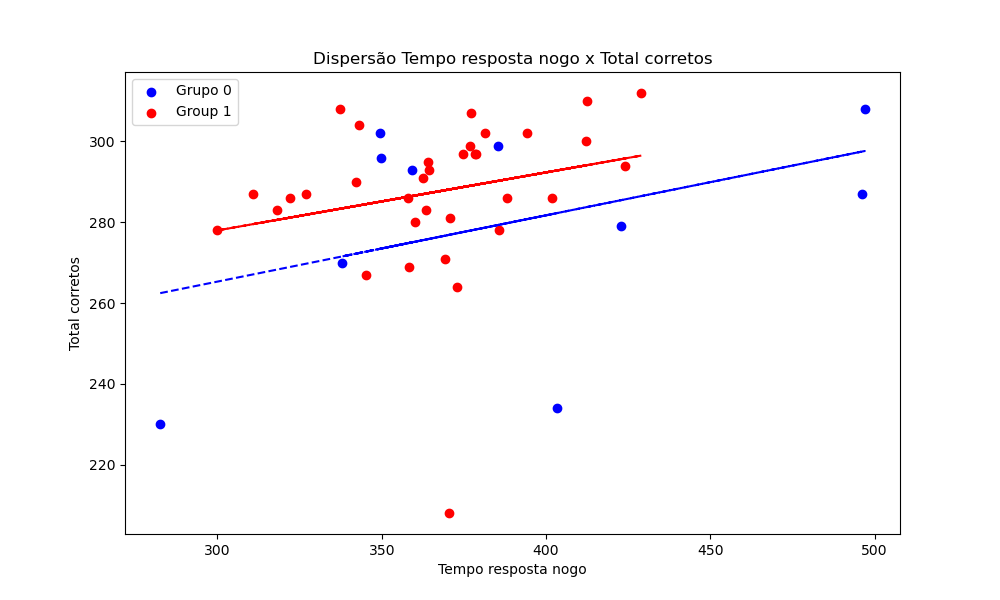 Dispersão Tempo resposta nogo x Total corretos
Grupo 0
Group 1
Total corretos
300
280
260
240
220
300
350
400
450
500
Tempo resposta nogo